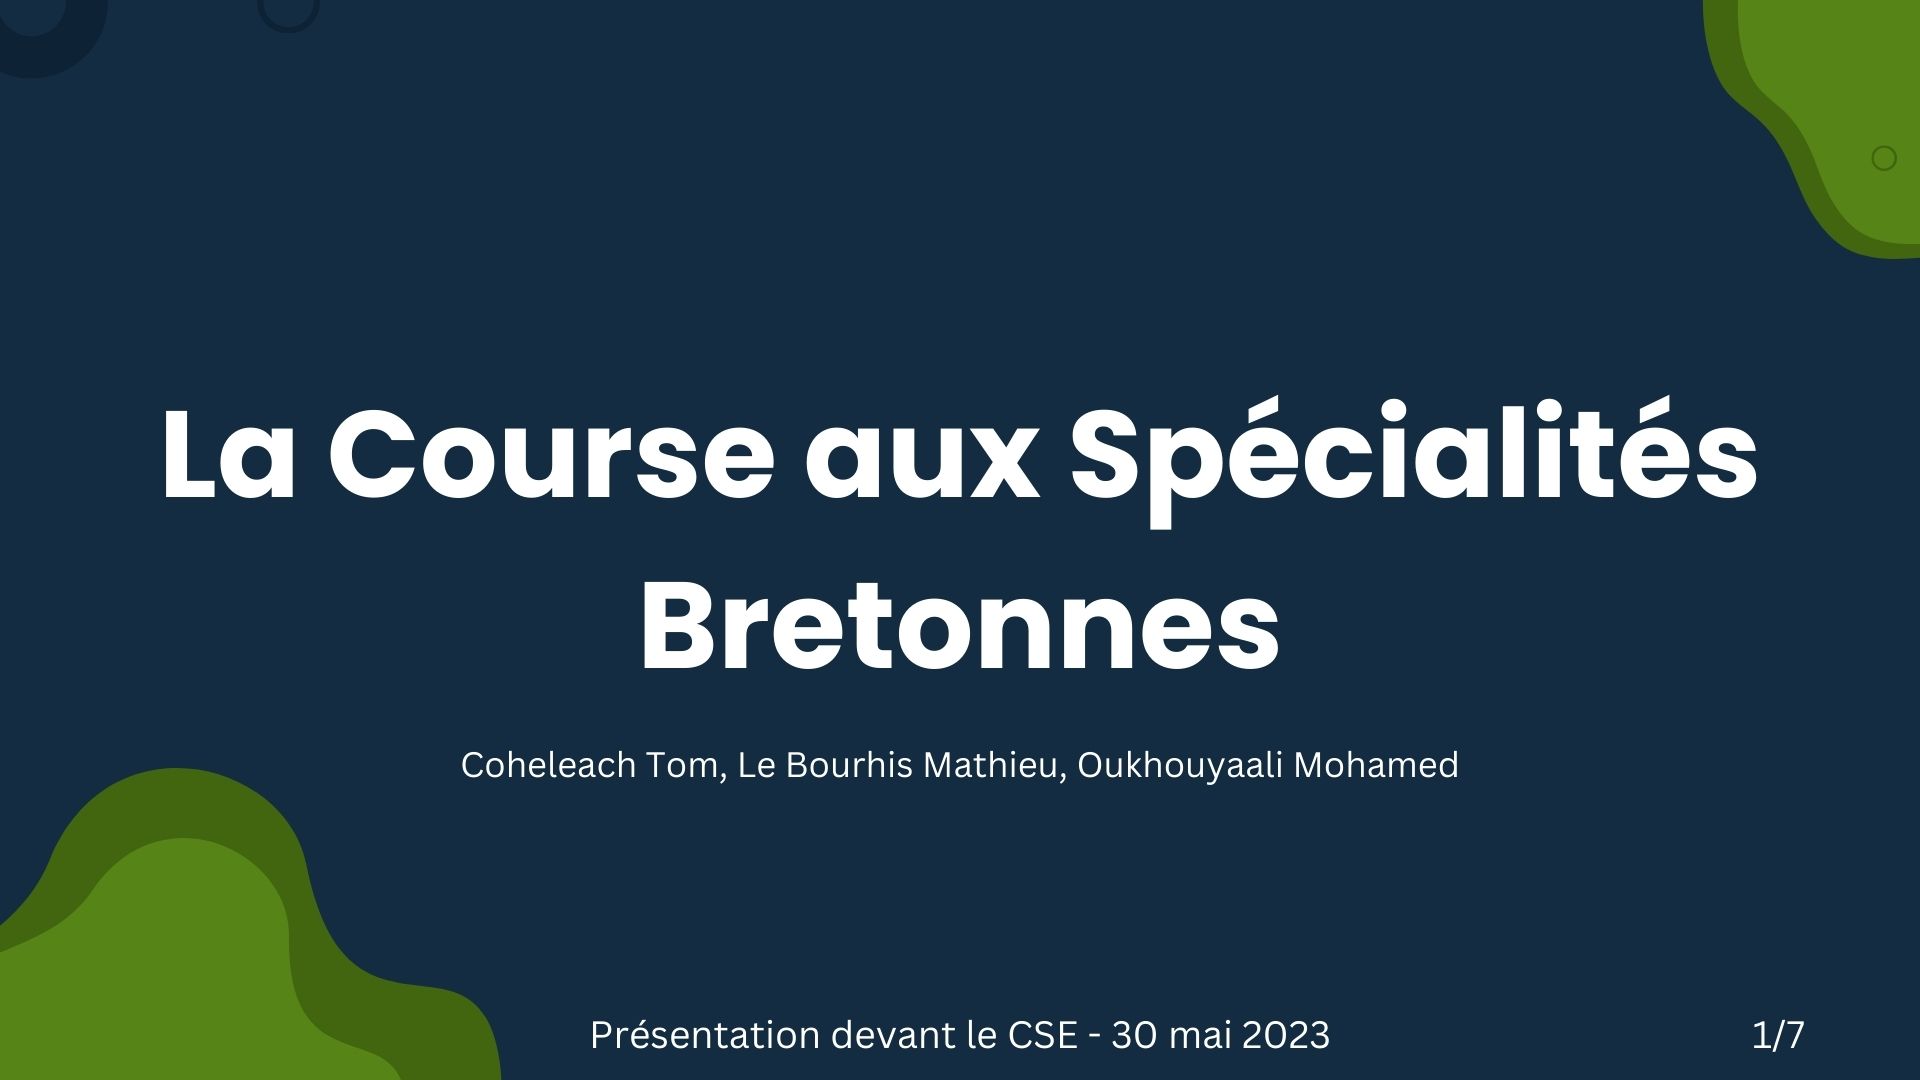 La Course aux Spécialités
Bretonnes
Coheleach Tom, Le Bourhis Mathieu, Oukhouyaali Mohamed
Présentation devant le CSE - 30 mai 2023
1/7